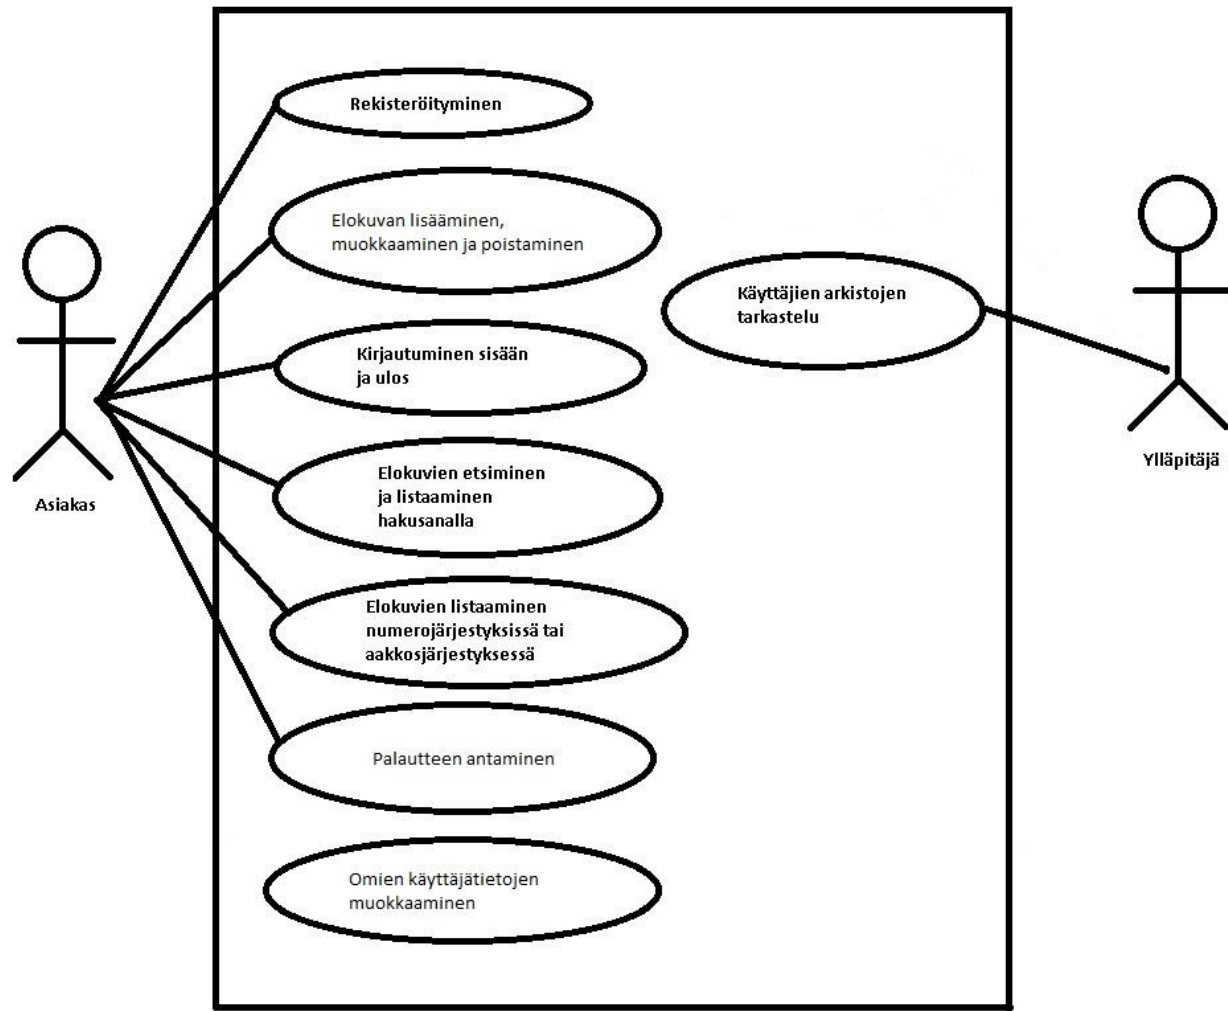 Rekisteröityminen
Elokuvan lisääminen,
muokkaaminen ja poistaminen
Käyttäjien arkistojen
tarkastelu
Kirjautuminen sisään
ja ulos
Ylläpitäjä
Elokuvien etsiminen
ja listaaminen
hakusanalla
Asiakas
Elokuvien listaaminen
numerojärjestyksissä tai
aakkosjärjestyksessä
Palautteen antaminen
Omien käyttäjätietojen
muokkaaminen